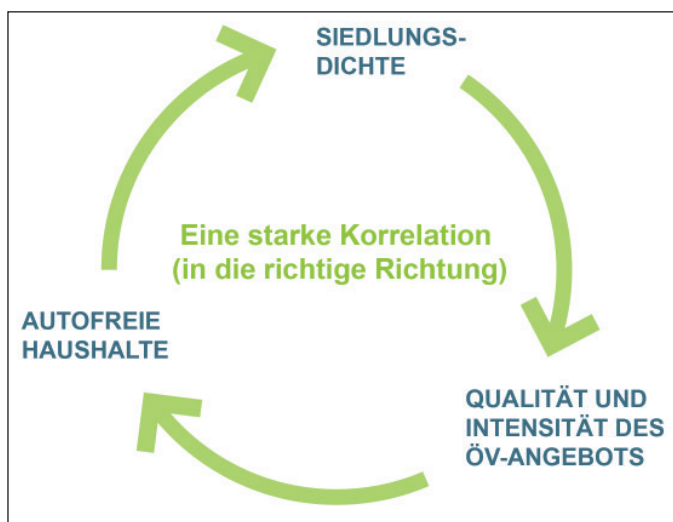 SIEDLUNGS-
DICHTE
Eine starke Korrelation
(in die richtige Richtung)
AUTOFREIE
HAUSHALTE
QUALITÄT UND
INTENSITÄT DES
ÖV-ANGEBOTS